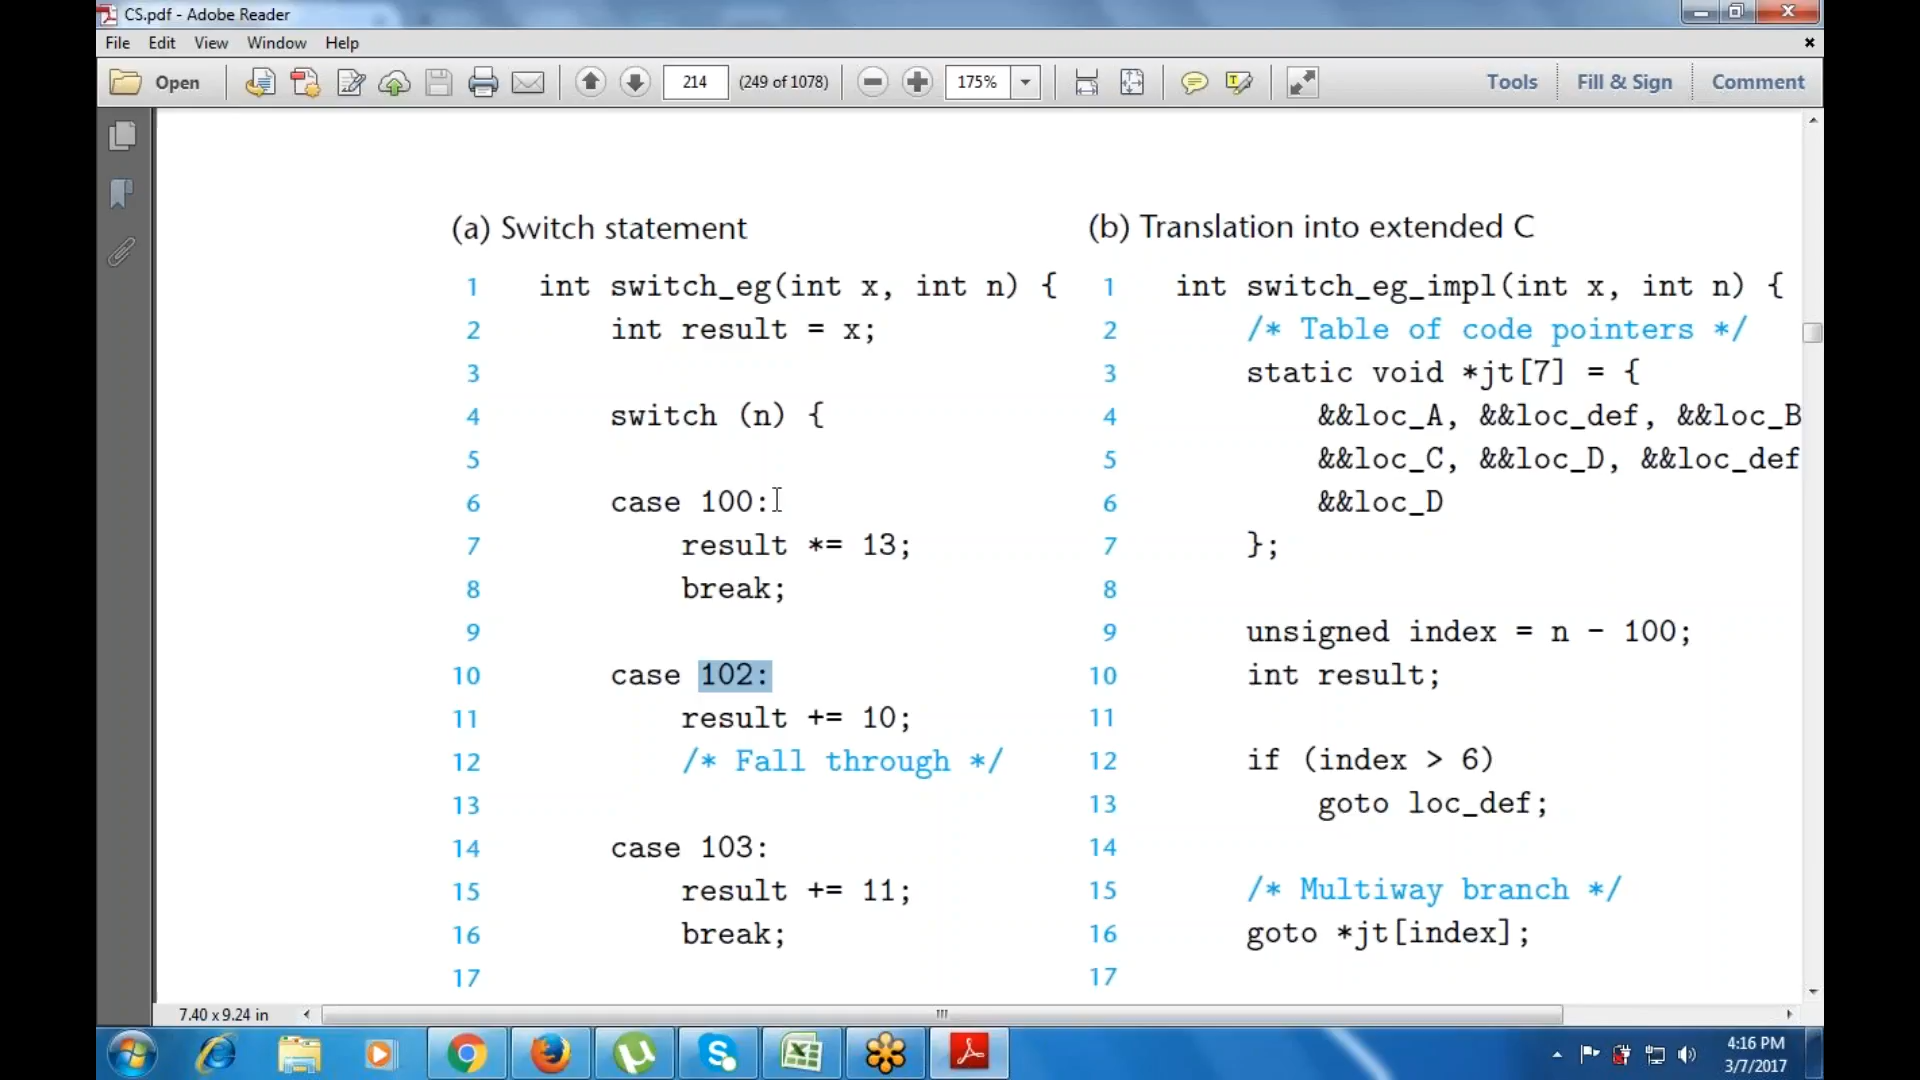 CS.pdf - Adobe Reader
File Edit View Window Help
Open 214 (249 of 1078) 175% Tools Fill & Sign Comment
(a) Switch statement
1 int switch_eg(int x, int n) {
2 int result = x;
3
4 switch (n) {
5
6 case 100:
7 result *= 13;
8 break;
9
10 case 102:
11 result += 10;
12 /* Fall through */
13
14 case 103:
15 result += 11;
16 break;
17
(b) Translation into extended C
1 int switch_eg_impl(int x, int n) {
2 /* Table of code pointers */
3 static void *jt[7] = {
4 &&loc_A, &&loc_def, &&loc_B
5 &&loc_C, &&loc_D, &&loc_def
6 &&loc_D
7 };
8
9 unsigned index = n - 100;
10 int result;
11
12 if (index > 6)
13 goto loc_def;
14
15 /* Multiway branch */
16 goto *jt[index];
17
7.40 x 9.24 in
4:16 PM
3/7/2017